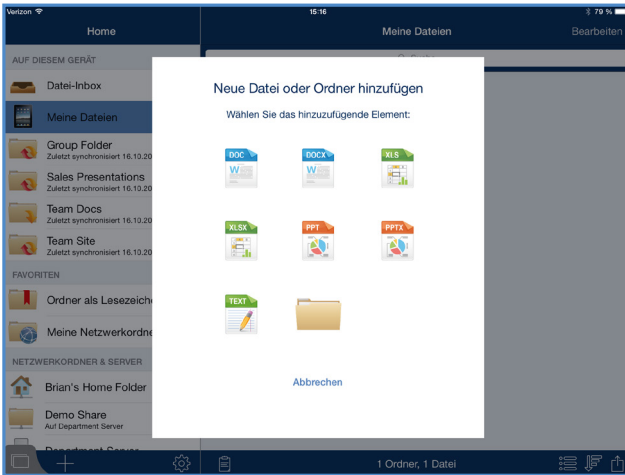 Verizon 15:16 79 %
Home
Meine Dateien
Bearbeiten
AUF DIESEM GERÄT
Datei-Inbox
Meine Dateien
Group Folder
Zuletzt synchronisiert 16.10.20
Sales Presentations
Zuletzt synchronisiert 16.10.20
Team Docs
Zuletzt synchronisiert 16.10.20
Team Site
Zuletzt synchronisiert 16.10.20
FAVORITEN
Ordner als Lesezeiche
Meine Netzwerkordne
NETZWERKORDNER & SERVER
Brian's Home Folder
Demo Share
Auf Department Server
Neue Datei oder Ordner hinzufügen
Wählen Sie das hinzuzufügende Element:
DOC
W
DOCX
W
XLS
XLSX
PPT
PPTX
TEXT
Abbrechen
1 Ordner, 1 Datei